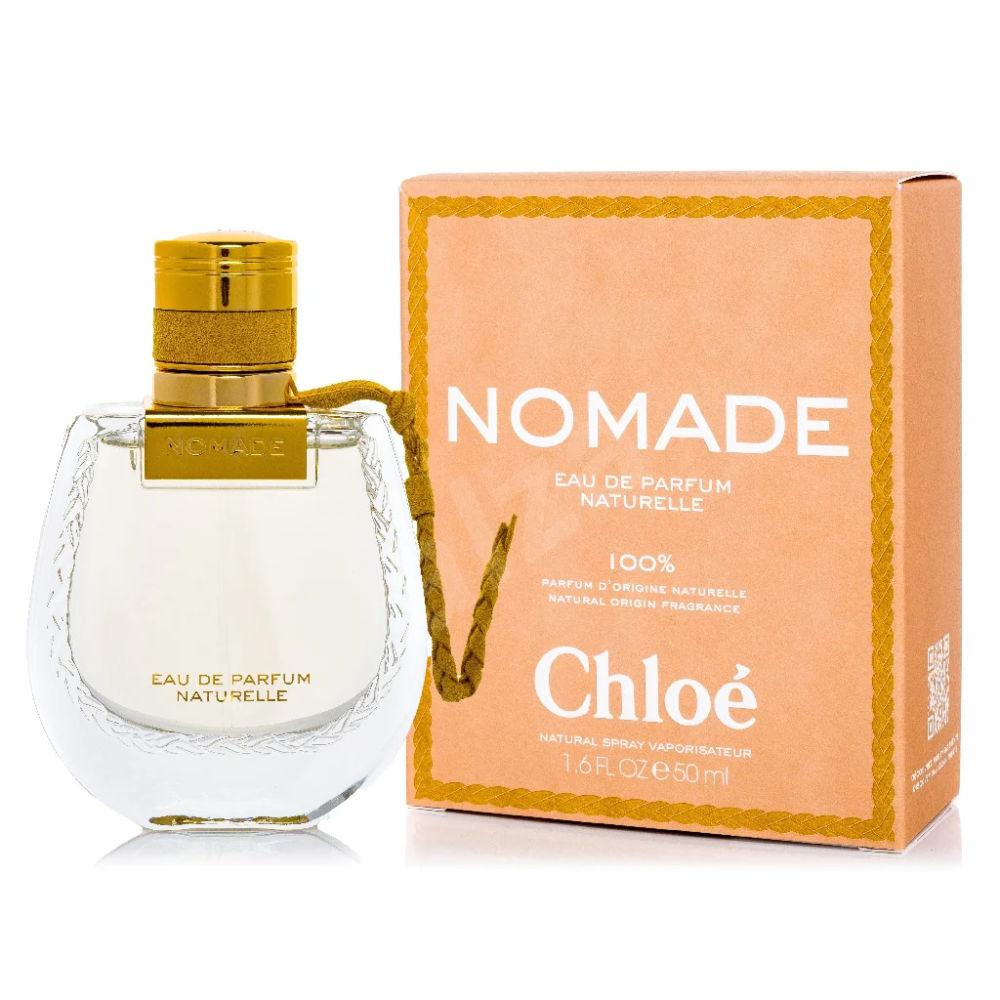 NOMADE
EAU DE PARFUM
NATURELLE
NOMADE
EAU DE PARFUM
NATURELLE
100%
PARFUM D'ORIGINE NATURELLE
NATURAL ORIGIN FRAGRANCE
Chloé
NATURAL SPRAY VAPORISATEUR
1.6 FL OZ e 50 ml